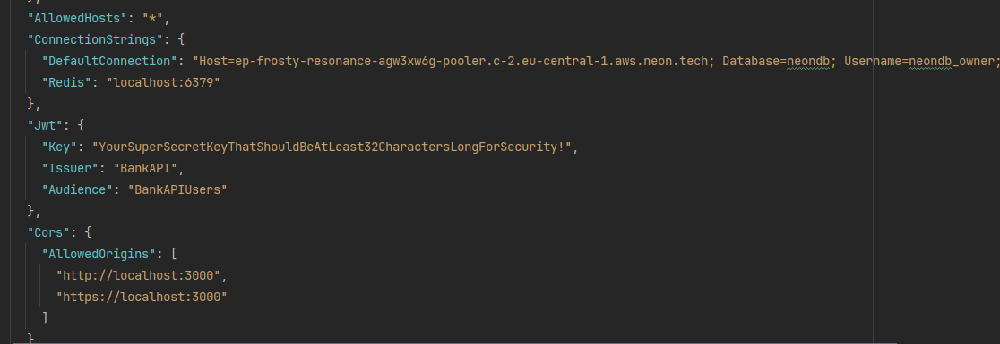 },
"AllowedHosts": "*",
"ConnectionStrings": {
"DefaultConnection": "Host=ep-frosty-resonance-agw3xw6g-pooler.c-2.eu-central-1.aws.neon.tech; Database=neondb; Username=neondb_owner;
"Redis": "localhost:6379"
},
"Jwt": {
"Key": "YourSuperSecretKeyThatShouldBeAtLeast32CharactersLongForSecurity!",
"Issuer": "BankAPI",
"Audience": "BankAPIUsers"
},
"Cors": {
"AllowedOrigins": [
"http://localhost:3000",
"https://localhost:3000"
]
}